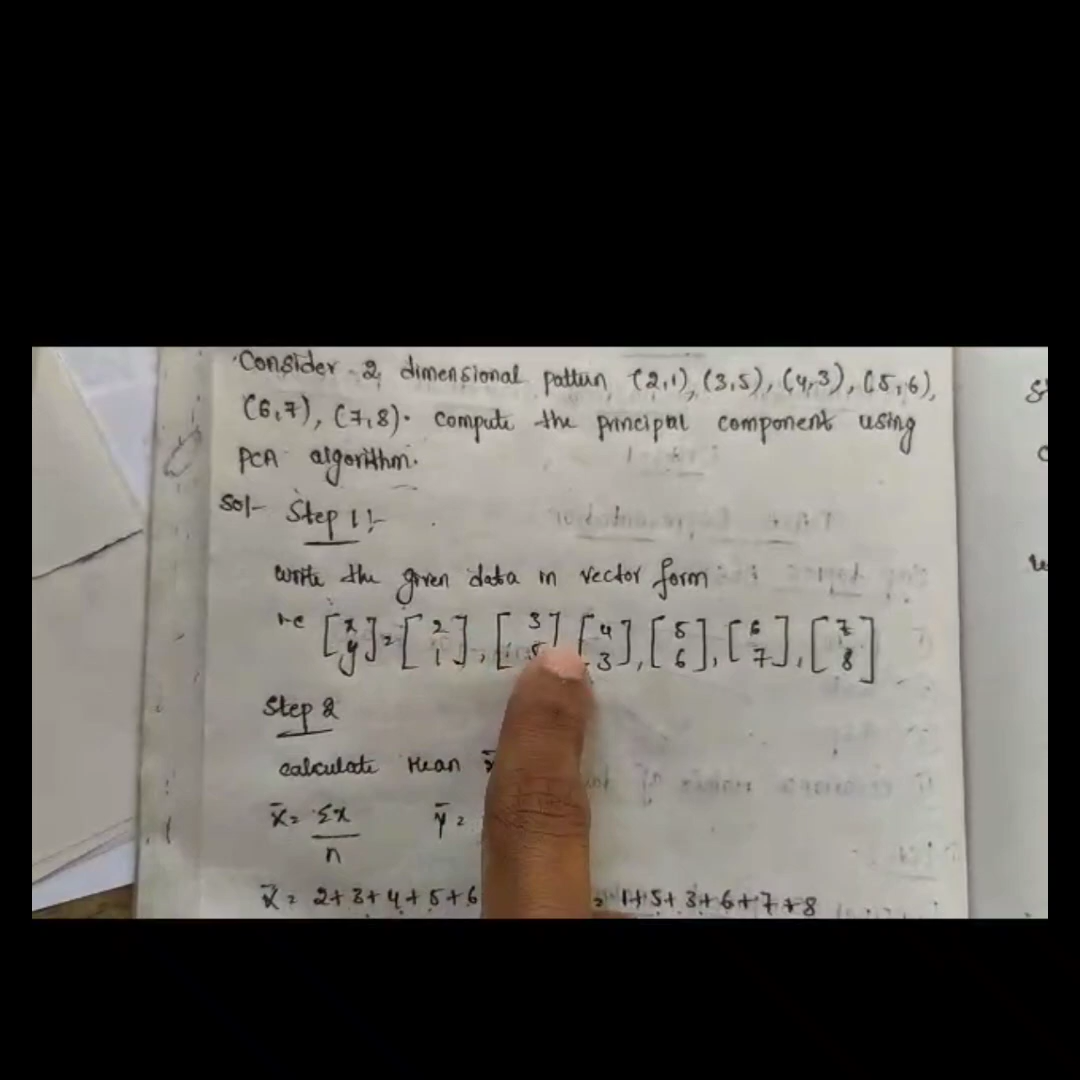 Consider 2 dimensional pattern (2,1), (3,5), (4,3), (5,6),
(6,7), (7,8). compute the principal component using
PCA algorithm.
Sol- Step 1:-
write the given data in vector form
ie [x y] = [2 1], [3 5], [4 3], [5 6], [6 7], [7 8]
Step 2
calculate Mean
x̄ = Σx / n ȳ =
x̄ = 2+3+4+5+6 = 1+5+3+6+7+8